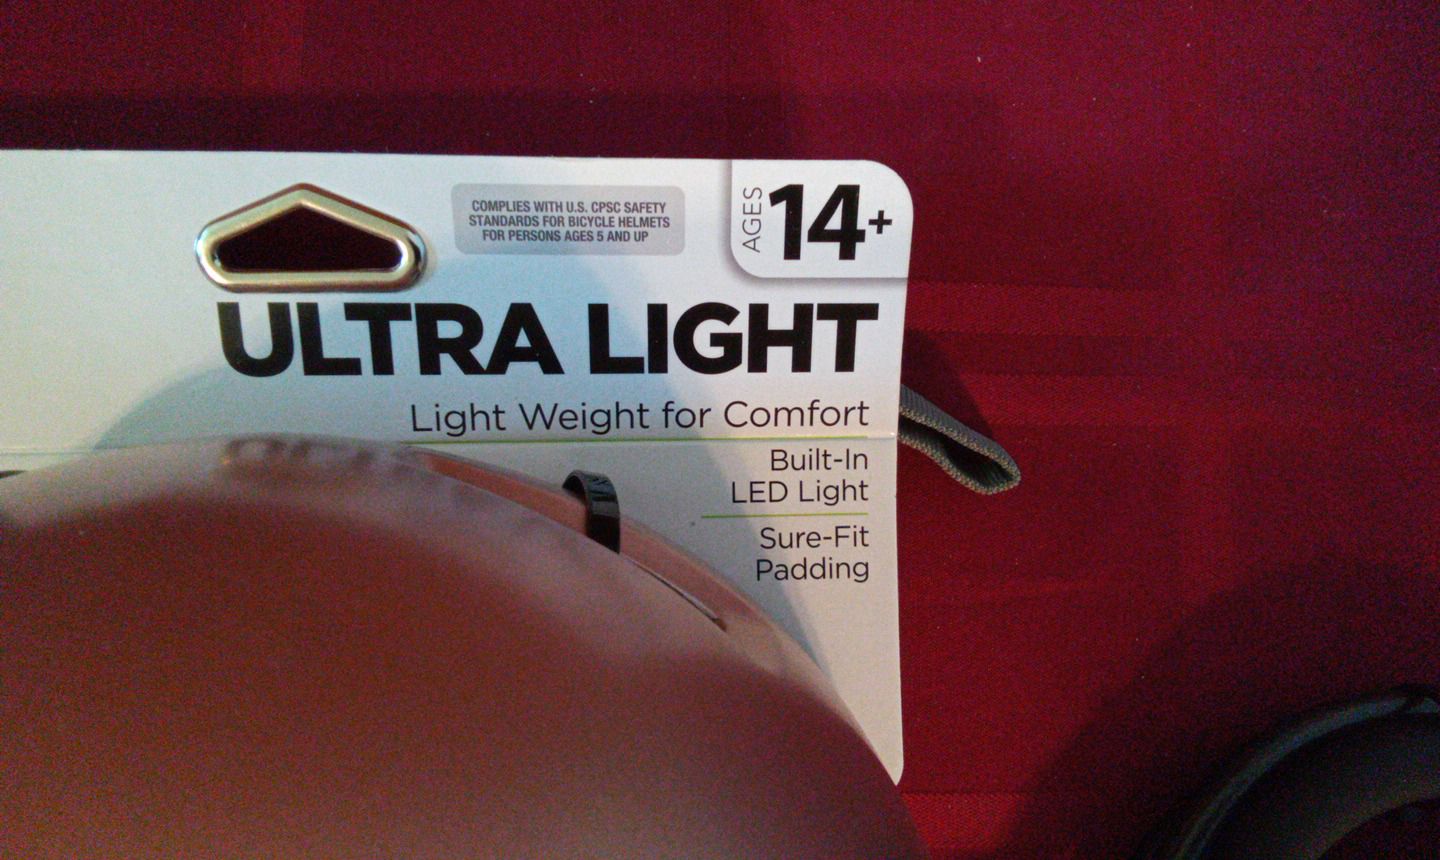 COMPLIES WITH U.S. CPSC SAFETY
STANDARDS FOR BICYCLE HELMETS
FOR PERSONS AGES 5 AND UP
AGES 14+
ULTRA LIGHT
Light Weight for Comfort
Built-In
LED Light
Sure-Fit
Padding